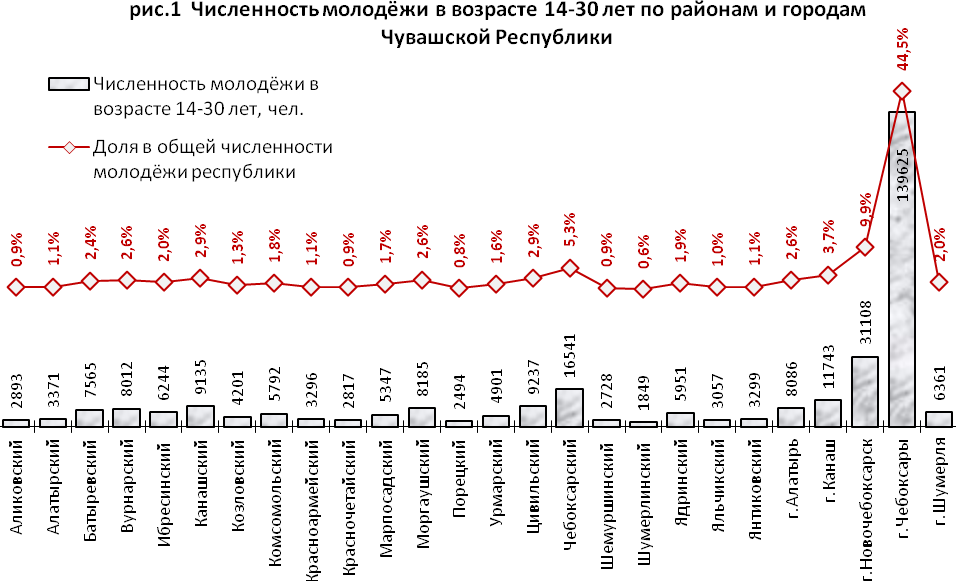 рис.1 Численность молодёжи в возрасте 14-30 лет по районам и городам
Чувашской Республики
Численность молодёжи в
возрасте 14-30 лет, чел.
Доля в общей численности
молодёжи республики
0,9%
1,1%
2,4%
2,6%
2,0%
2,9%
1,3%
1,8%
1,1%
0,9%
1,7%
2,6%
0,8%
1,6%
2,9%
5,3%
0,9%
0,6%
1,9%
1,0%
1,1%
2,6%
3,7%
9,9%
44,5%
2,0%
2893
3371
7565
8012
6244
9135
4201
5792
3296
2817
5347
8185
2494
4901
9237
16541
2728
1849
5951
3057
3299
8086
11743
31108
139625
6361
Аликовский
Алатырский
Батыревский
Вурнарский
Ибресинский
Канашский
Козловский
Комсомольский
Красноармейский
Красночетайский
Марпосадский
Моргаушский
Порецкий
Урмарский
Цивильский
Чебоксарский
Шемуршинский
Шумерлинский
Ядринский
Яльчикский
Янтиковский
г.Алатырь
г.Канаш
г.Новочебоксарск
г.Чебоксары
г.Шумерля